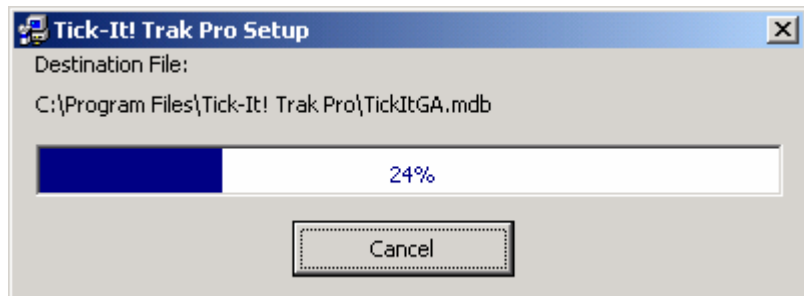 Tick-It! Trak Pro Setup
Destination File:
C:\Program Files\Tick-It! Trak Pro\TickItGA.mdb
24%
Cancel